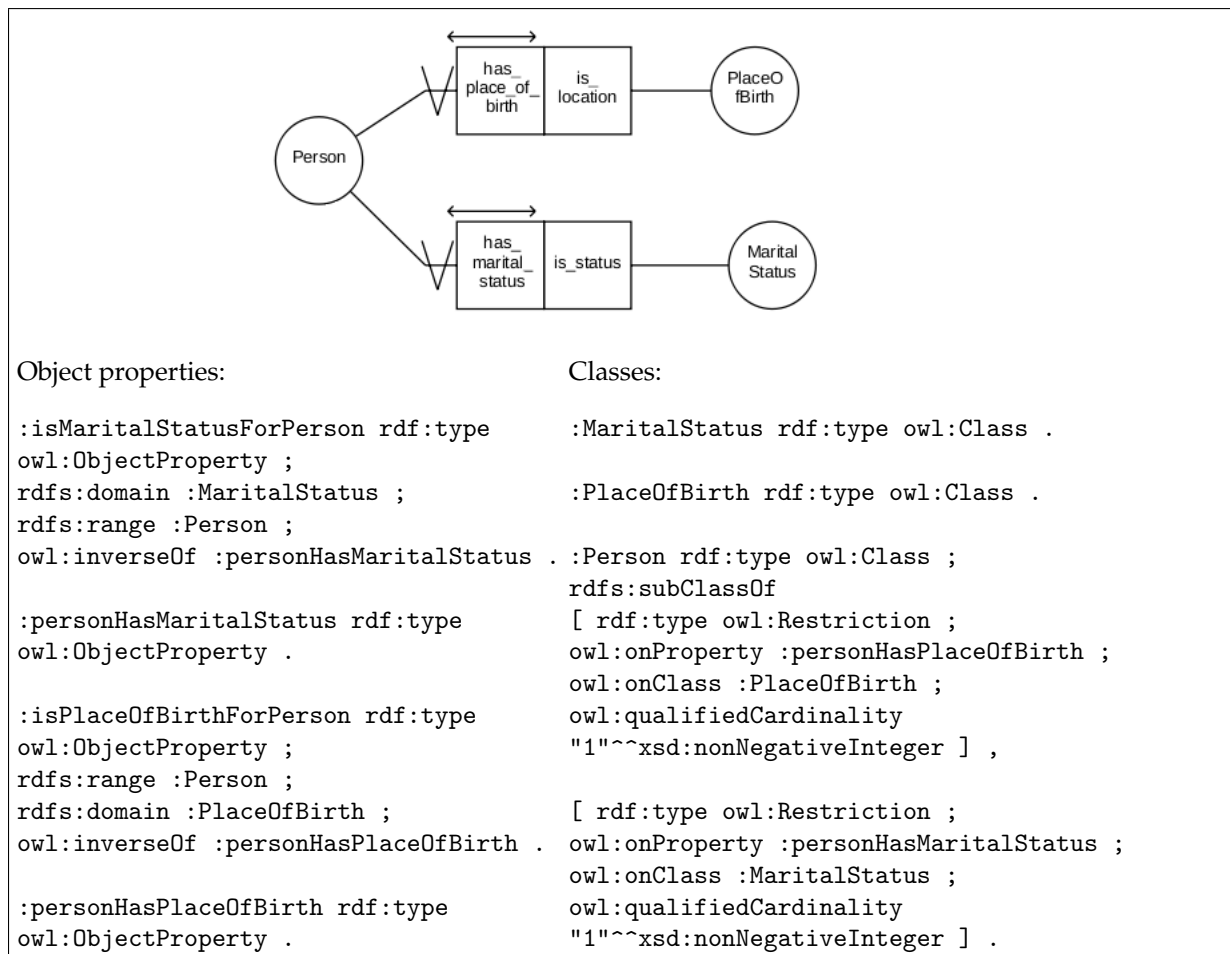 has_
place_of_
birth
is_
location
PlaceO
fBirth
Person
has_
marital_
status
is_status
Marital
Status
Object properties:
:isMaritalStatusForPerson rdf:type
owl:ObjectProperty ;
rdfs:domain :MaritalStatus ;
rdfs:range :Person ;
owl:inverseOf :personHasMaritalStatus .
:personHasMaritalStatus rdf:type
owl:ObjectProperty .
:isPlaceOfBirthForPerson rdf:type
owl:ObjectProperty ;
rdfs:range :Person ;
rdfs:domain :PlaceOfBirth ;
owl:inverseOf :personHasPlaceOfBirth .
:personHasPlaceOfBirth rdf:type
owl:ObjectProperty .
Classes:
:MaritalStatus rdf:type owl:Class .
:PlaceOfBirth rdf:type owl:Class .
:Person rdf:type owl:Class ;
rdfs:subClassOf
[ rdf:type owl:Restriction ;
owl:onProperty :personHasPlaceOfBirth ;
owl:onClass :PlaceOfBirth ;
owl:qualifiedCardinality
"1"^^xsd:nonNegativeInteger ] ,
[ rdf:type owl:Restriction ;
owl:onProperty :personHasMaritalStatus ;
owl:onClass :MaritalStatus ;
owl:qualifiedCardinality
"1"^^xsd:nonNegativeInteger ] .